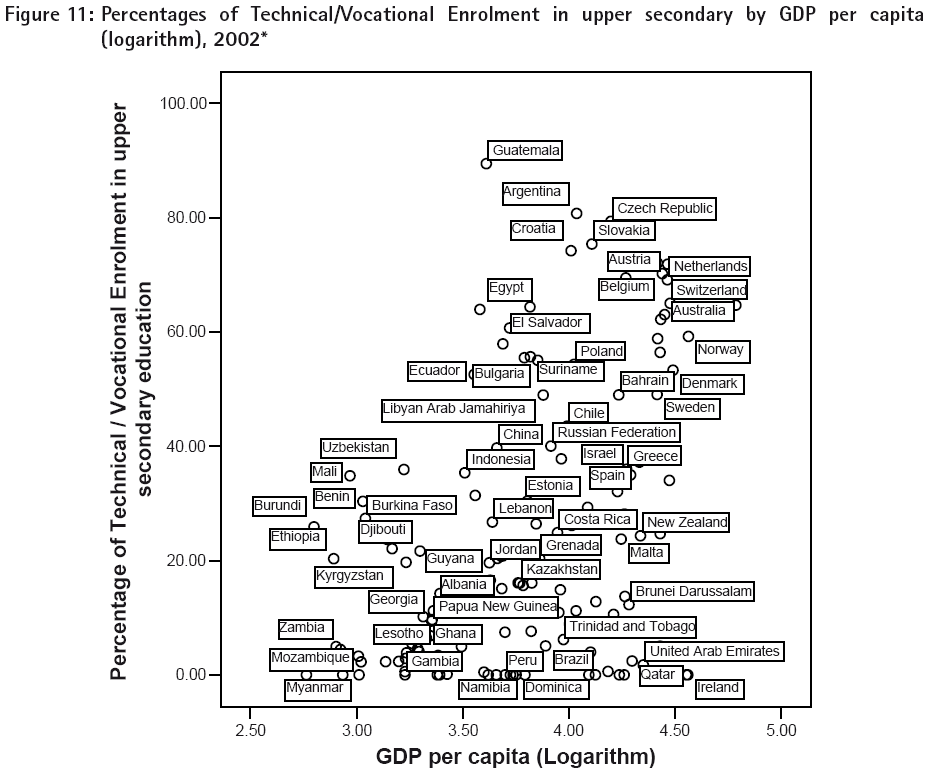 Figure 11: Percentages of Technical/Vocational Enrolment in upper secondary by GDP per capita
(logarithm), 2002*
Percentage of Technical / Vocational Enrolment in upper
secondary education
100.00
80.00
60.00
40.00
20.00
0.00
Guatemala
Argentina
Czech Republic
Croatia
Slovakia
Austria
Netherlands
Egypt
Belgium
Switzerland
Australia
El Salvador
Poland
Norway
Ecuador
Bulgaria
Suriname
Bahrain
Denmark
Libyan Arab Jamahiriya
Chile
Sweden
China
Russian Federation
Uzbekistan
Indonesia
Israel
Greece
Mali
Spain
Estonia
Benin
Burundi
Burkina Faso
Lebanon
Costa Rica
New Zealand
Ethiopia
Djibouti
Jordan
Grenada
Malta
Guyana
Kazakhstan
Kyrgyzstan
Albania
Brunei Darussalam
Georgia
Papua New Guinea
Zambia
Lesotho
Ghana
Trinidad and Tobago
Mozambique
Gambia
Peru
Brazil
United Arab Emirates
Qatar
Myanmar
Namibia
Dominica
Ireland
2.50
3.00
3.50
4.00
4.50
5.00
GDP per capita (Logarithm)